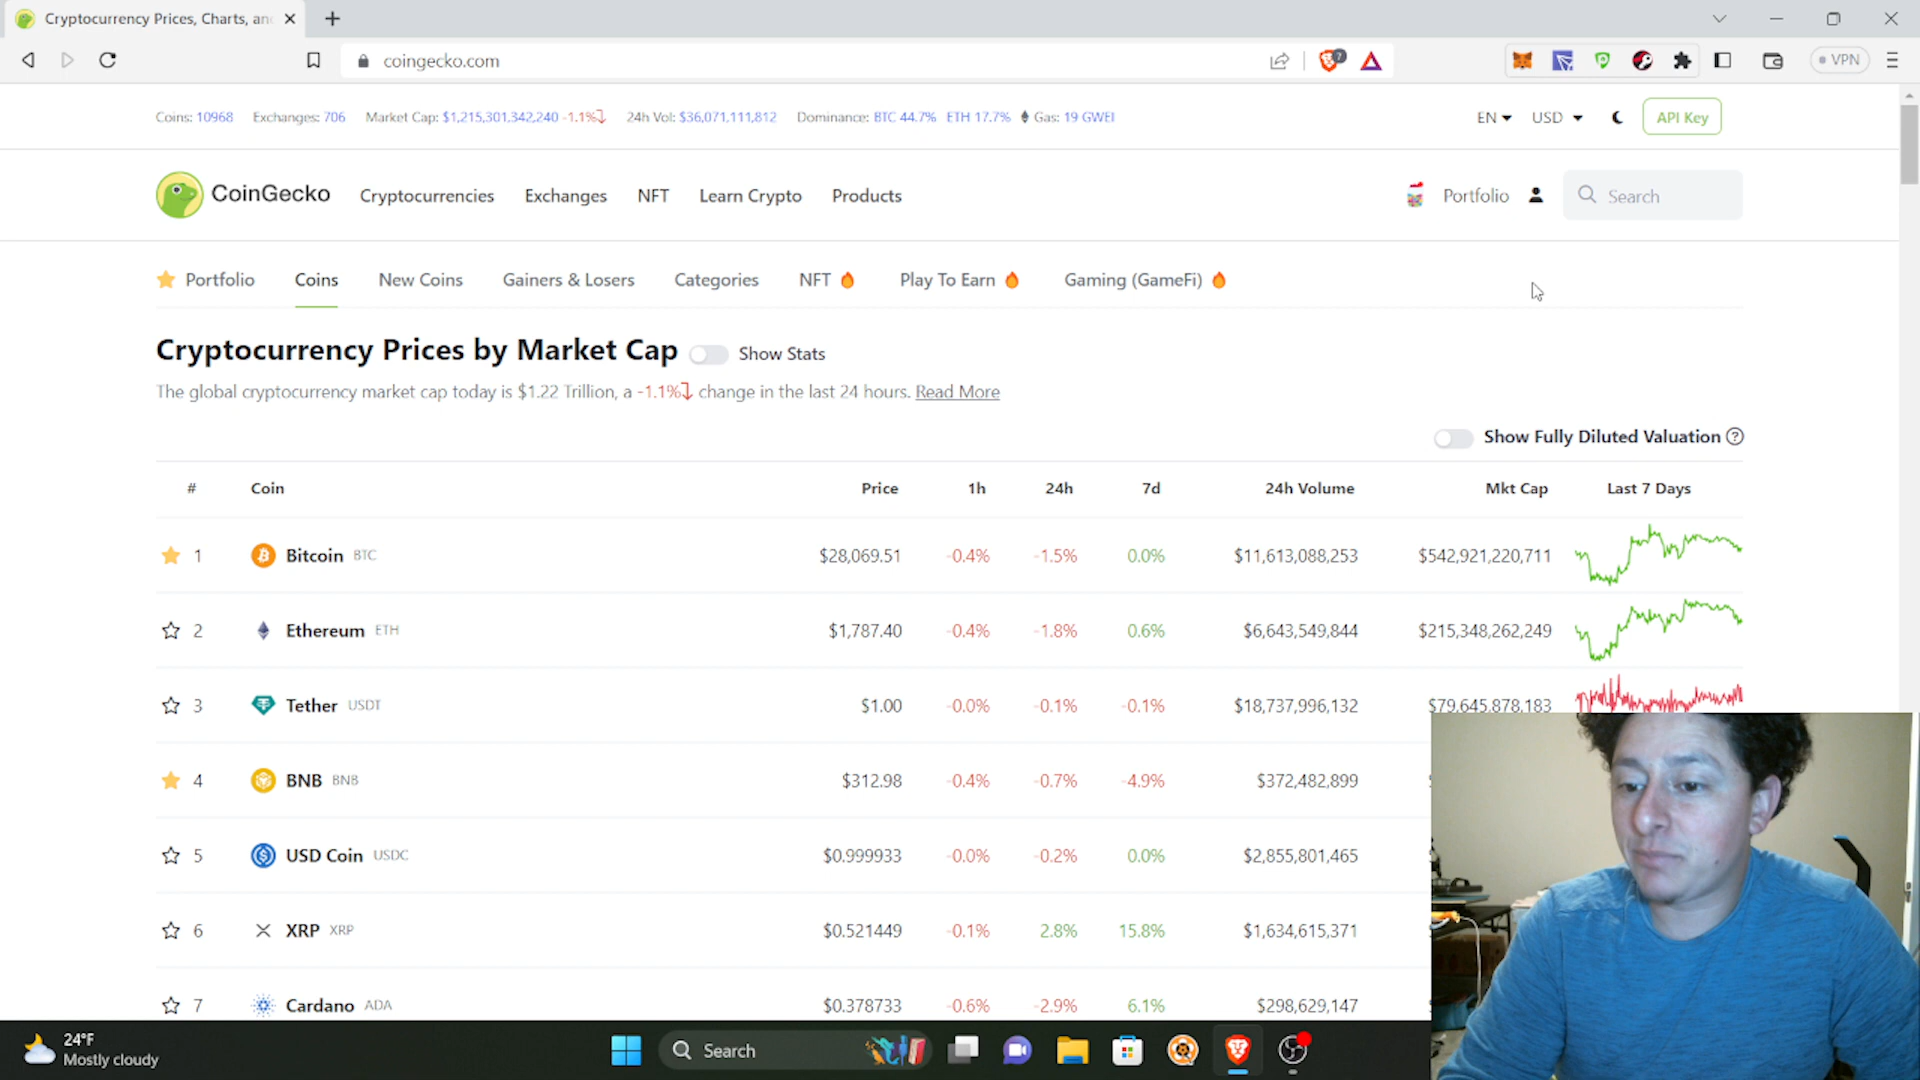 Cryptocurrency Prices, Charts, an
coingecko.com
7
VPN
Coins: 10968 Exchanges: 706 Market Cap: $1,215,301,342,240 -1.1% 24h Vol: $36,071,111,812 Dominance: BTC 44.7% ETH 17.7% Gas: 19 GWEI
EN USD API Key
CoinGecko Cryptocurrencies Exchanges NFT Learn Crypto Products Portfolio Search
Portfolio Coins New Coins Gainers & Losers Categories NFT Play To Earn Gaming (GameFi)
Cryptocurrency Prices by Market Cap Show Stats
The global cryptocurrency market cap today is $1.22 Trillion, a -1.1% change in the last 24 hours. Read More
Show Fully Diluted Valuation ?
# Coin Price 1h 24h 7d 24h Volume Mkt Cap Last 7 Days
1 Bitcoin BTC $28,069.51 -0.4% -1.5% 0.0% $11,613,088,253 $542,921,220,711
2 Ethereum ETH $1,787.40 -0.4% -1.8% 0.6% $6,643,549,844 $215,348,262,249
3 Tether USDT $1.00 -0.0% -0.1% -0.1% $18,737,996,132 $79,645,878,183
4 BNB BNB $312.98 -0.4% -0.7% -4.9% $372,482,899
5 USD Coin USDC $0.999933 -0.0% -0.2% 0.0% $2,855,801,465
6 XRP XRP $0.521449 -0.1% 2.8% 15.8% $1,634,615,371
7 Cardano ADA $0.378733 -0.6% -2.9% 6.1% $298,629,147
24°F
Mostly cloudy
Search